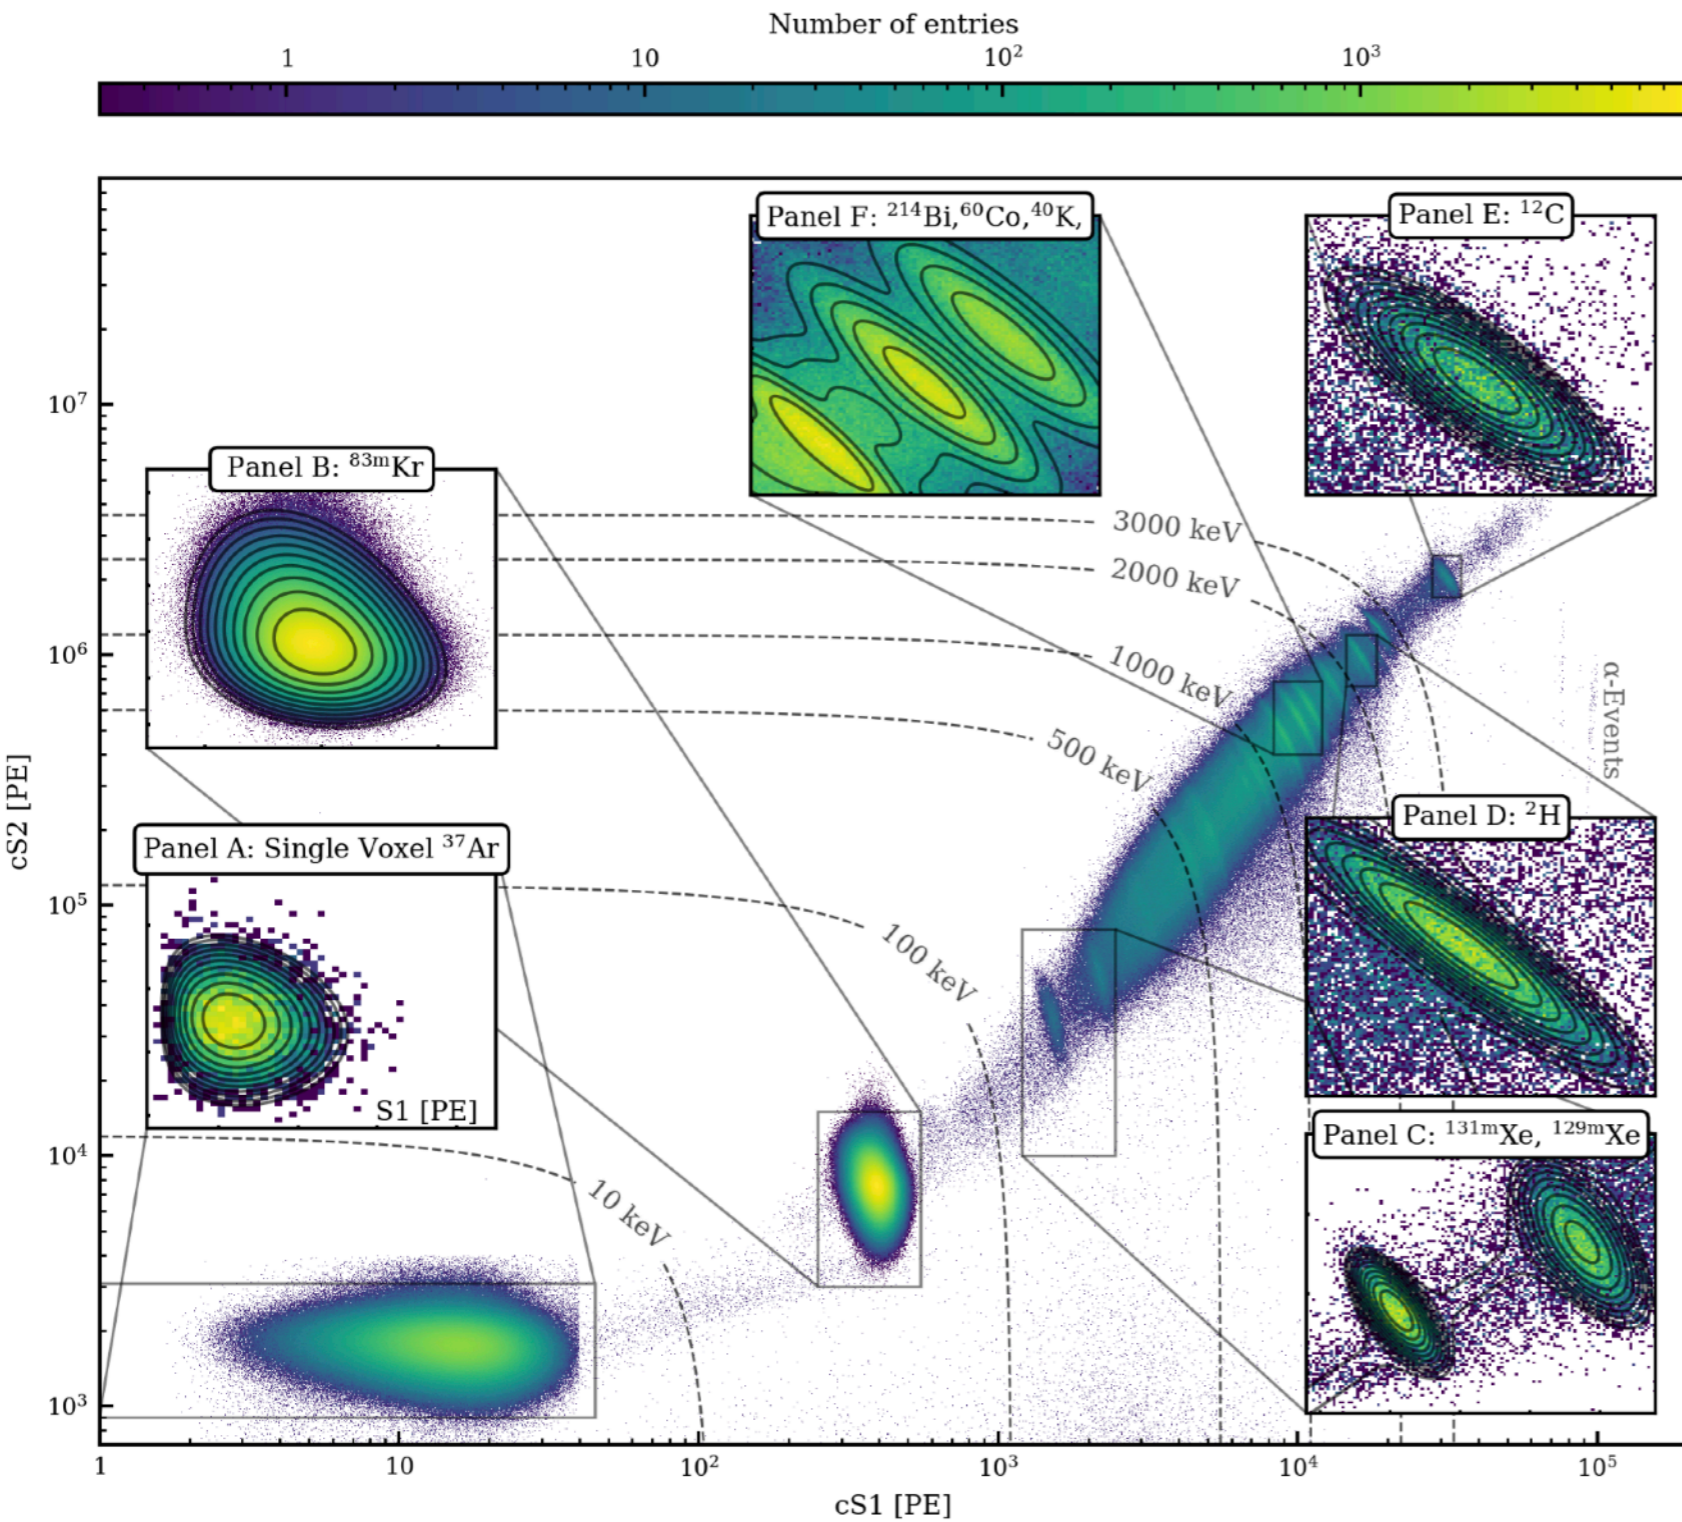 Number of entries
1 10 10² 10³
Panel F: ²¹⁴Bi,⁶⁰Co,⁴⁰K,
Panel E: ¹²C
10⁷
Panel B: ⁸³ᵐKr
3000 keV
2000 keV
10⁶
1000 keV
α-Events
500 keV
cS2 [PE]
Panel D: ²H
Panel A: Single Voxel ³⁷Ar
10⁵
100 keV
S1 [PE]
Panel C: ¹³¹ᵐXe, ¹²⁹ᵐXe
10⁴
10 keV
10³
1 10 10² 10³ 10⁴ 10⁵
cS1 [PE]